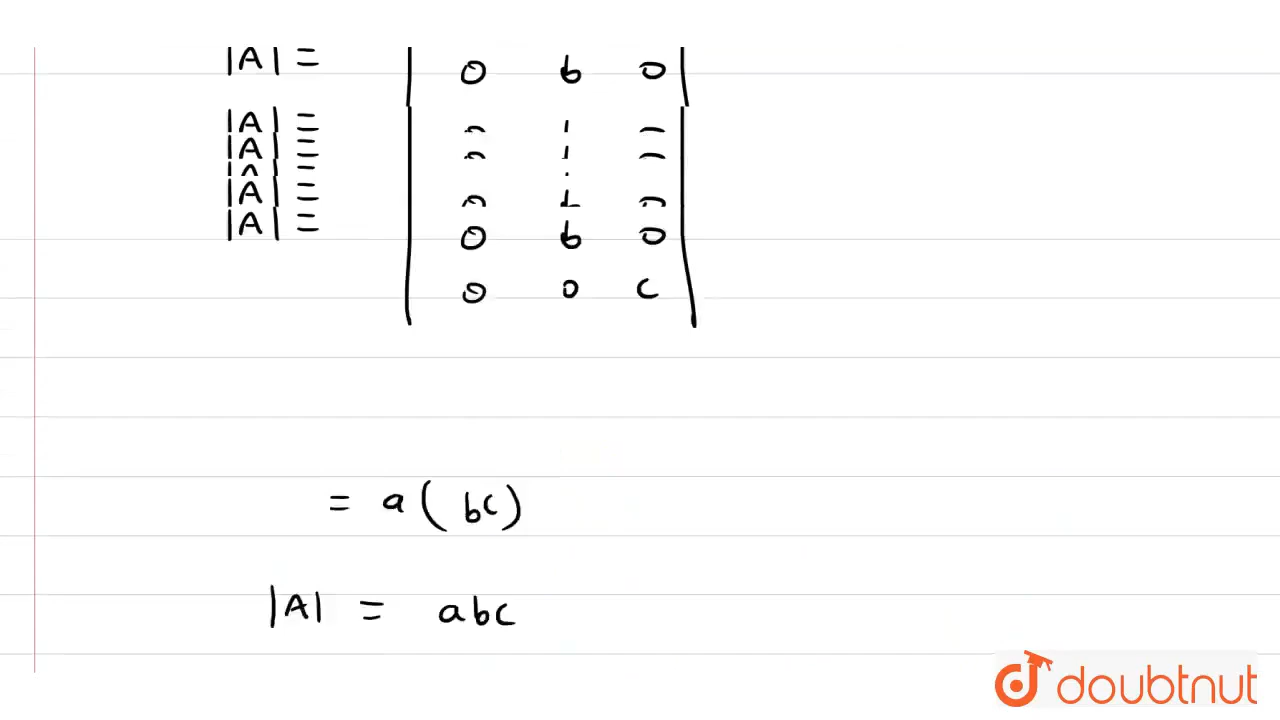 |A| =
0 b 0
|A| =
|A| =
|A| =
|A| =
0 b 0
0 0 c
= a ( bc )
|A| = abc
doubtnut